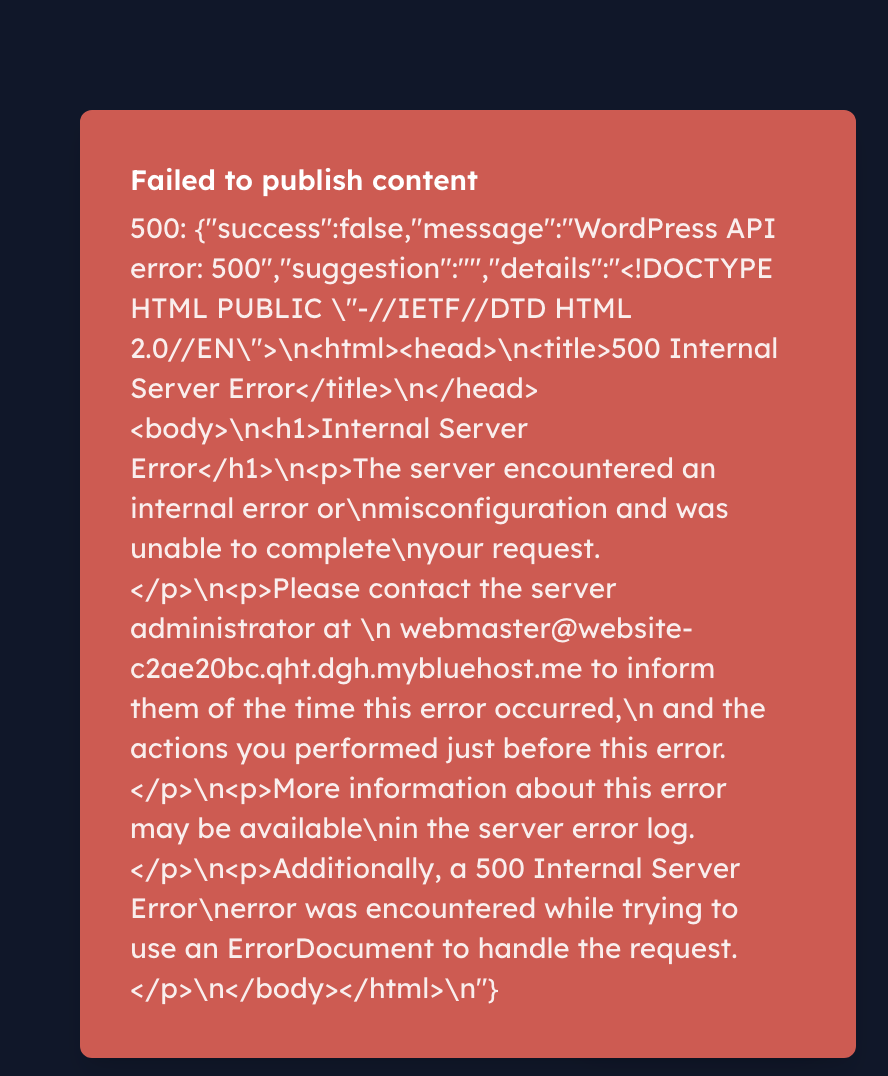 Failed to publish content
500: {"success":false,"message":"WordPress API
error: 500","suggestion":"","details":"<!DOCTYPE
HTML PUBLIC \"-//IETF//DTD HTML
2.0//EN\">\n<html><head>\n<title>500 Internal
Server Error</title>\n</head>
<body>\n<h1>Internal Server
Error</h1>\n<p>The server encountered an
internal error or\nmisconfiguration and was
unable to complete\nyour request.
</p>\n<p>Please contact the server
administrator at \n webmaster@website-
c2ae20bc.qht.dgh.mybluehost.me to inform
them of the time this error occurred,\n and the
actions you performed just before this error.
</p>\n<p>More information about this error
may be available\nin the server error log.
</p>\n<p>Additionally, a 500 Internal Server
Error\nerror was encountered while trying to
use an ErrorDocument to handle the request.
</p>\n</body></html>\n"}